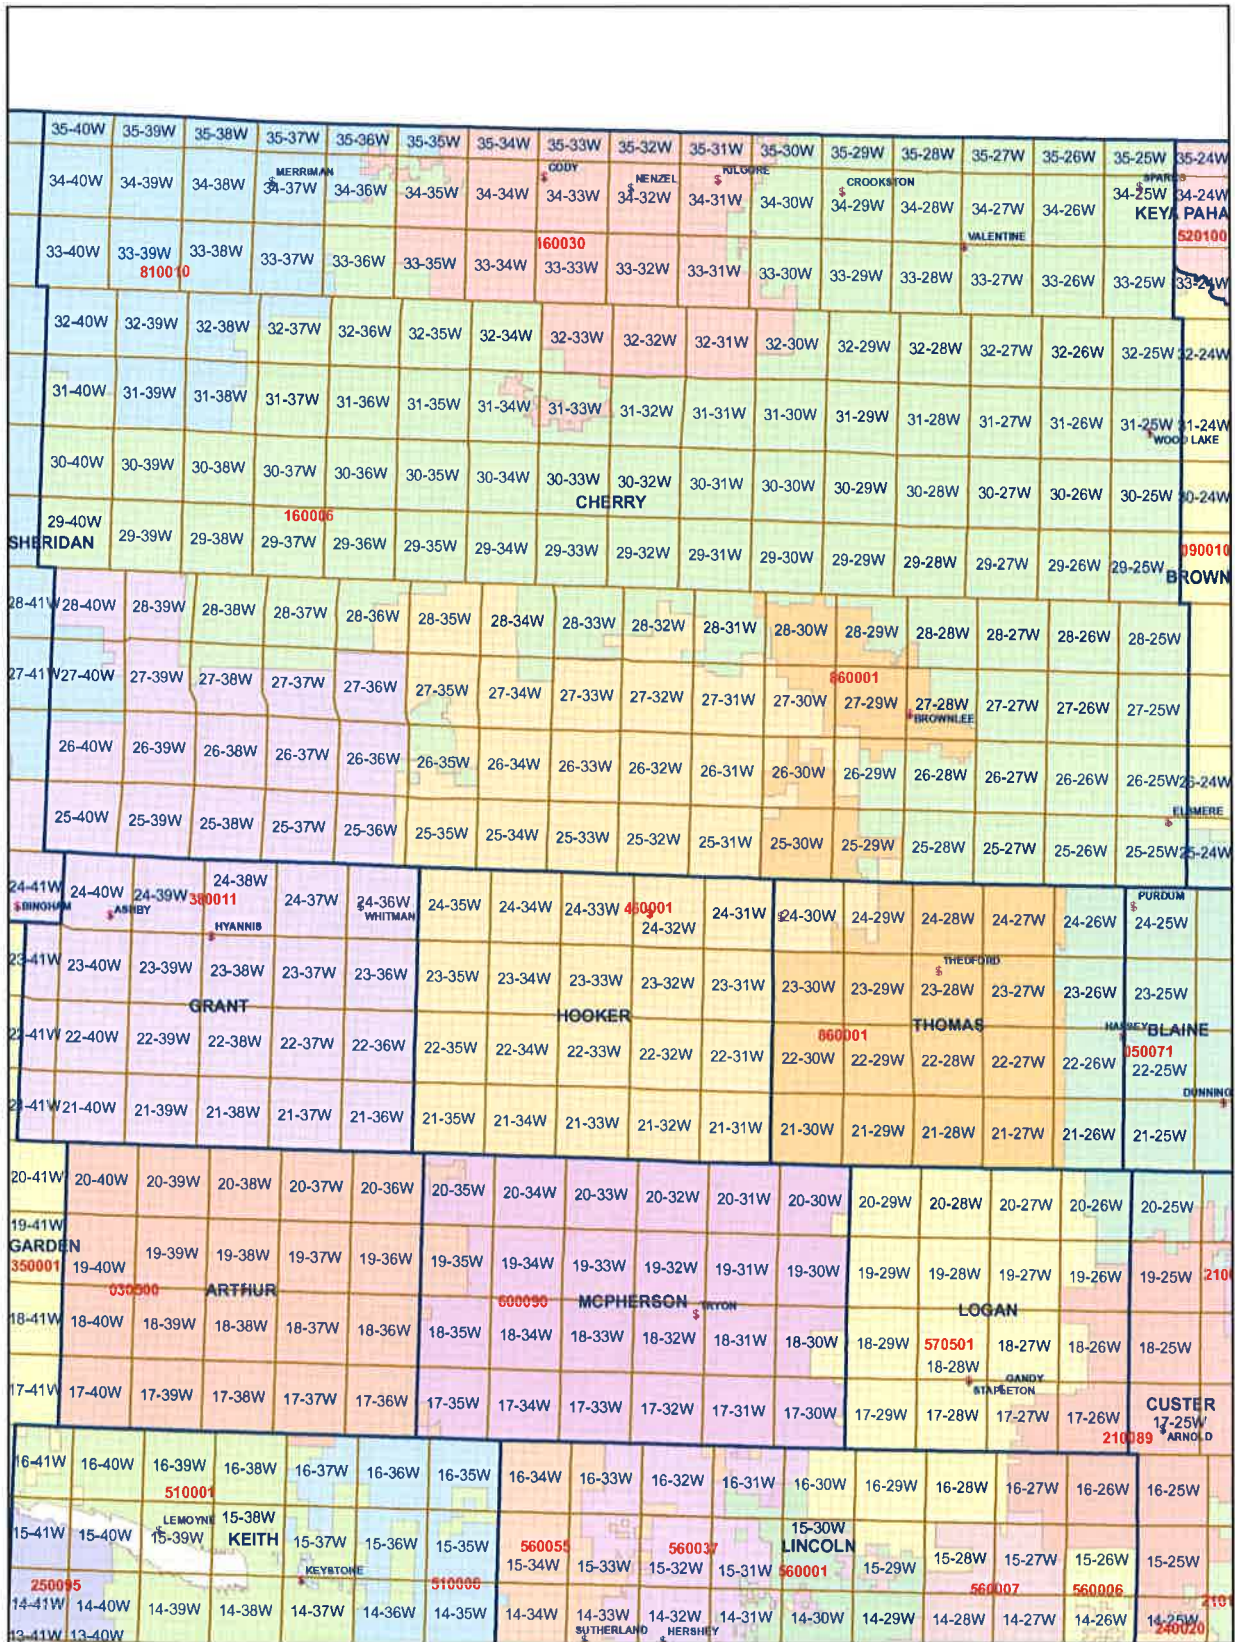 35-40W 35-39W 35-38W 35-37W 35-36W 35-35W 35-34W 35-33W 35-32W 35-31W 35-30W 35-29W 35-28W 35-27W 35-26W 35-25W 35-24W
MERRIMAN CODY NENZEL KILGORE CROOKSTON SPARKS
34-40W 34-39W 34-38W 34-37W 34-36W 34-35W 34-34W 34-33W 34-32W 34-31W 34-30W 34-29W 34-28W 34-27W 34-26W 34-25W 34-24W
KEYA PAHA
160030 VALENTINE 520100
33-40W 33-39W 33-38W 33-37W 33-36W 33-35W 33-34W 33-33W 33-32W 33-31W 33-30W 33-29W 33-28W 33-27W 33-26W 33-25W 33-24W
810010
32-40W 32-39W 32-38W 32-37W 32-36W 32-35W 32-34W 32-33W 32-32W 32-31W 32-30W 32-29W 32-28W 32-27W 32-26W 32-25W 32-24W
31-40W 31-39W 31-38W 31-37W 31-36W 31-35W 31-34W 31-33W 31-32W 31-31W 31-30W 31-29W 31-28W 31-27W 31-26W 31-25W 31-24W
WOOD LAKE
30-40W 30-39W 30-38W 30-37W 30-36W 30-35W 30-34W 30-33W 30-32W 30-31W 30-30W 30-29W 30-28W 30-27W 30-26W 30-25W 30-24W
CHERRY
160006
29-40W 29-39W 29-38W 29-37W 29-36W 29-35W 29-34W 29-33W 29-32W 29-31W 29-30W 29-29W 29-28W 29-27W 29-26W 29-25W
SHERIDAN 090010
BROWN
28-41W 28-40W 28-39W 28-38W 28-37W 28-36W 28-35W 28-34W 28-33W 28-32W 28-31W 28-30W 28-29W 28-28W 28-27W 28-26W 28-25W
860001
27-41W 27-40W 27-39W 27-38W 27-37W 27-36W 27-35W 27-34W 27-33W 27-32W 27-31W 27-30W 27-29W 27-28W 27-27W 27-26W 27-25W
BROWNLEE
26-40W 26-39W 26-38W 26-37W 26-36W 26-35W 26-34W 26-33W 26-32W 26-31W 26-30W 26-29W 26-28W 26-27W 26-26W 26-25W 26-24W
ELSMERE
25-40W 25-39W 25-38W 25-37W 25-36W 25-35W 25-34W 25-33W 25-32W 25-31W 25-30W 25-29W 25-28W 25-27W 25-26W 25-25W 25-24W
24-41W 24-40W 24-39W 24-38W 24-37W 24-36W 24-35W 24-34W 24-33W 24-32W 24-31W 24-30W 24-29W 24-28W 24-27W 24-26W 24-25W
380011 460001 PURDUM
BINGHAM ASHBY HYANNIS WHITMAN
THEDFORD
23-41W 23-40W 23-39W 23-38W 23-37W 23-36W 23-35W 23-34W 23-33W 23-32W 23-31W 23-30W 23-29W 23-28W 23-27W 23-26W 23-25W
GRANT HOOKER THOMAS HALSEY BLAINE
860001 050071
22-41W 22-40W 22-39W 22-38W 22-37W 22-36W 22-35W 22-34W 22-33W 22-32W 22-31W 22-30W 22-29W 22-28W 22-27W 22-26W 22-25W
DUNNING
21-41W 21-40W 21-39W 21-38W 21-37W 21-36W 21-35W 21-34W 21-33W 21-32W 21-31W 21-30W 21-29W 21-28W 21-27W 21-26W 21-25W
20-41W 20-40W 20-39W 20-38W 20-37W 20-36W 20-35W 20-34W 20-33W 20-32W 20-31W 20-30W 20-29W 20-28W 20-27W 20-26W 20-25W
19-41W 19-40W 19-39W 19-38W 19-37W 19-36W 19-35W 19-34W 19-33W 19-32W 19-31W 19-30W 19-29W 19-28W 19-27W 19-26W 19-25W
GARDEN
350001 2100
030500 ARTHUR 600090 MCPHERSON TRYON LOGAN
18-41W 18-40W 18-39W 18-38W 18-37W 18-36W 18-35W 18-34W 18-33W 18-32W 18-31W 18-30W 18-29W 570501 18-27W 18-26W 18-25W
18-28W
GANDY
STAPLETON
17-41W 17-40W 17-39W 17-38W 17-37W 17-36W 17-35W 17-34W 17-33W 17-32W 17-31W 17-30W 17-29W 17-28W 17-27W 17-26W 17-25W
CUSTER
210089 ARNOLD
16-41W 16-40W 16-39W 16-38W 16-37W 16-36W 16-35W 16-34W 16-33W 16-32W 16-31W 16-30W 16-29W 16-28W 16-27W 16-26W 16-25W
510001
LEMOYNE
15-41W 15-40W 15-39W 15-38W 15-37W 15-36W 15-35W 15-34W 15-33W 15-32W 15-31W 15-30W 15-29W 15-28W 15-27W 15-26W 15-25W
KEITH 560055 560037 LINCOLN
KEYSTONE 560001
250095 510006 560007 560006 2101
14-41W 14-40W 14-39W 14-38W 14-37W 14-36W 14-35W 14-34W 14-33W 14-32W 14-31W 14-30W 14-29W 14-28W 14-27W 14-26W 14-25W
240020
13-41W 13-40W SUTHERLAND HERSHEY